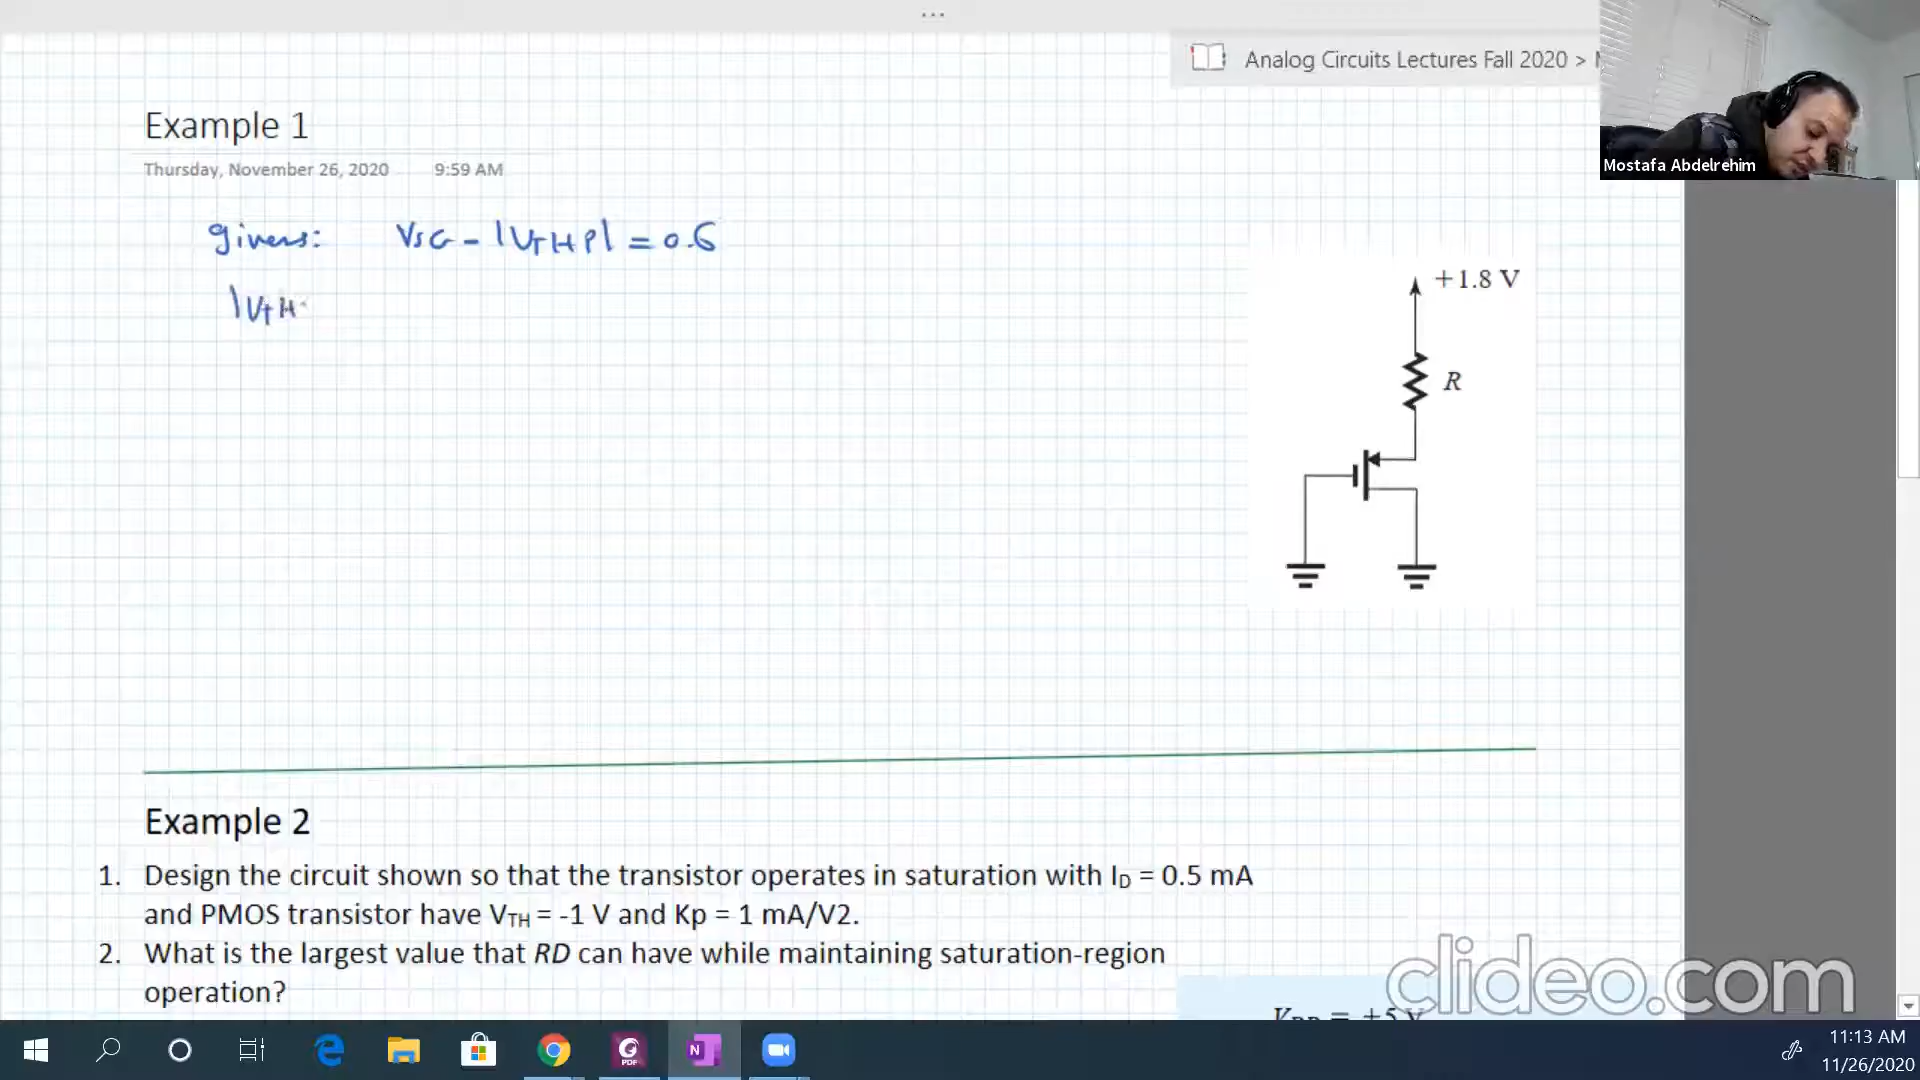 ...
Analog Circuits Lectures Fall 2020 >
Example 1
Thursday, November 26, 2020 9:59 AM
Mostafa Abdelrehim
givens: VSG - |VTHP| = 0.6
|VTH
+1.8 V
R
Example 2
1. Design the circuit shown so that the transistor operates in saturation with ID = 0.5 mA
and PMOS transistor have VTH = -1 V and Kp = 1 mA/V2.
2. What is the largest value that RD can have while maintaining saturation-region
operation?
VDD = +5 V
clideo.com
PDF
N
11:13 AM
11/26/2020